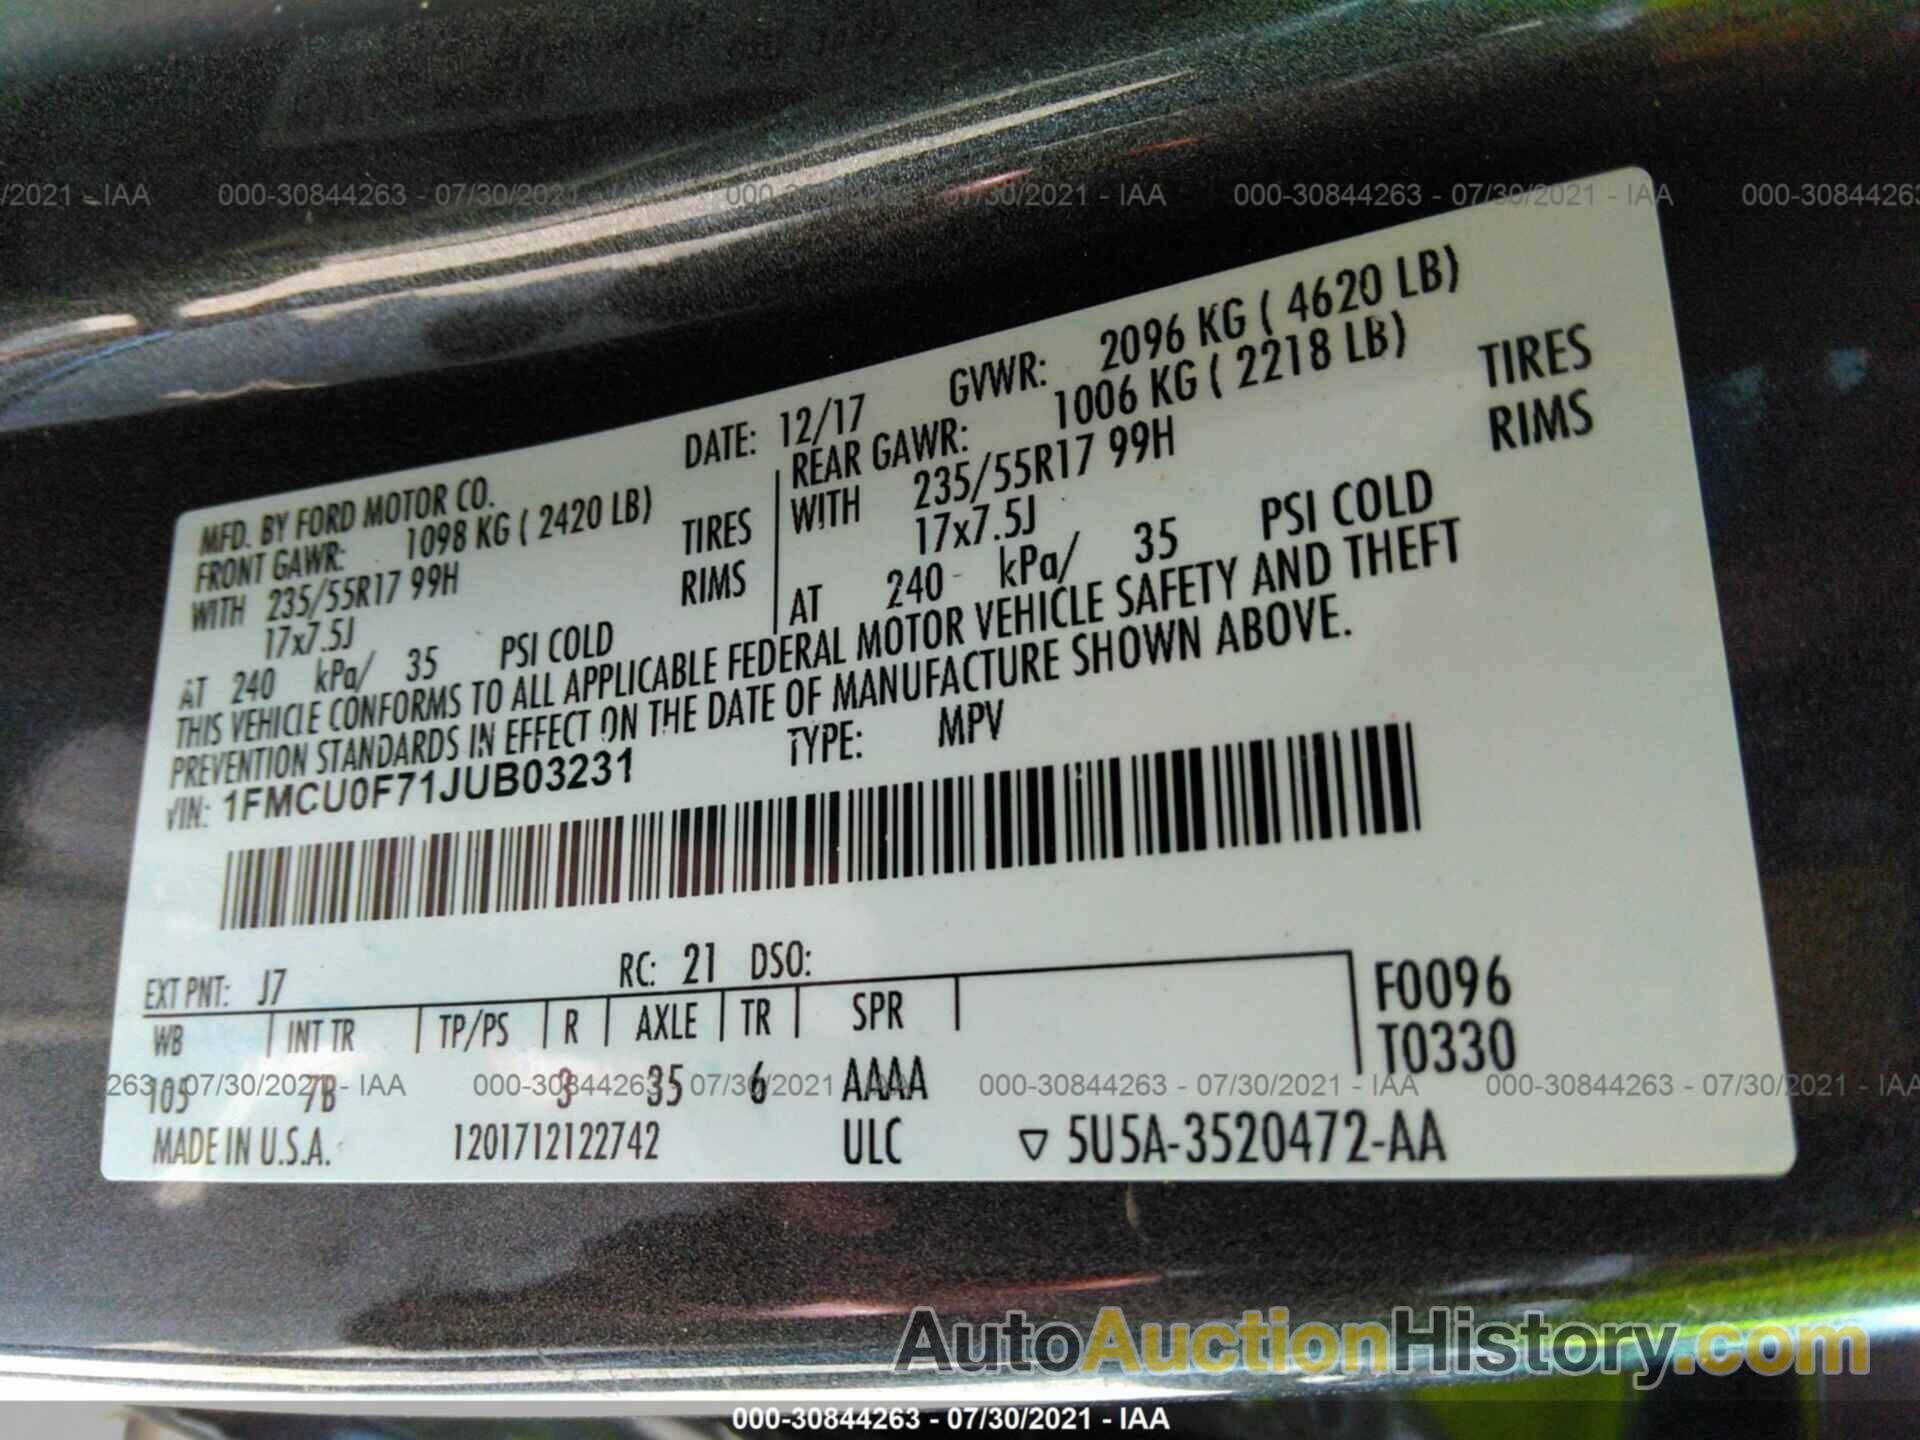 /2021 - IAA 000-30844263 - 07/30/2021 - IAA 000-30844263 - 07/30/2021 - IAA 000-30844263 - 07/30/2021 - IAA 000-30844263
MFD. BY FORD MOTOR CO. DATE: 12/17 GVWR: 2096 KG ( 4620 LB)
FRONT GAWR: 1098 KG ( 2420 LB) REAR GAWR: 1006 KG ( 2218 LB)
WITH 235/55R17 99H TIRES WITH 235/55R17 99H TIRES
17x7.5J RIMS 17x7.5J RIMS
AT 240 kPa/ 35 PSI COLD AT 240 kPa/ 35 PSI COLD
THIS VEHICLE CONFORMS TO ALL APPLICABLE FEDERAL MOTOR VEHICLE SAFETY AND THEFT
PREVENTION STANDARDS IN EFFECT ON THE DATE OF MANUFACTURE SHOWN ABOVE.
VIN: 1FMCU0F71JUB03231 TYPE: MPV
EXT PNT: J7 RC: 21 DSO:
WB INT TR TP/PS R AXLE TR SPR F0096
T0330
105 7B 3 35 6 AAAA
263 - 07/30/2021 - IAA 000-30844263 - 07/30/2021 - IAA 000-30844263 - 07/30/2021 - IAA 000-30844263 - 07/30/2021 - IAA
MADE IN U.S.A. 1201712122742 ULC ▽ 5U5A-3520472-AA
AutoAuctionHistory.com
000-30844263 - 07/30/2021 - IAA